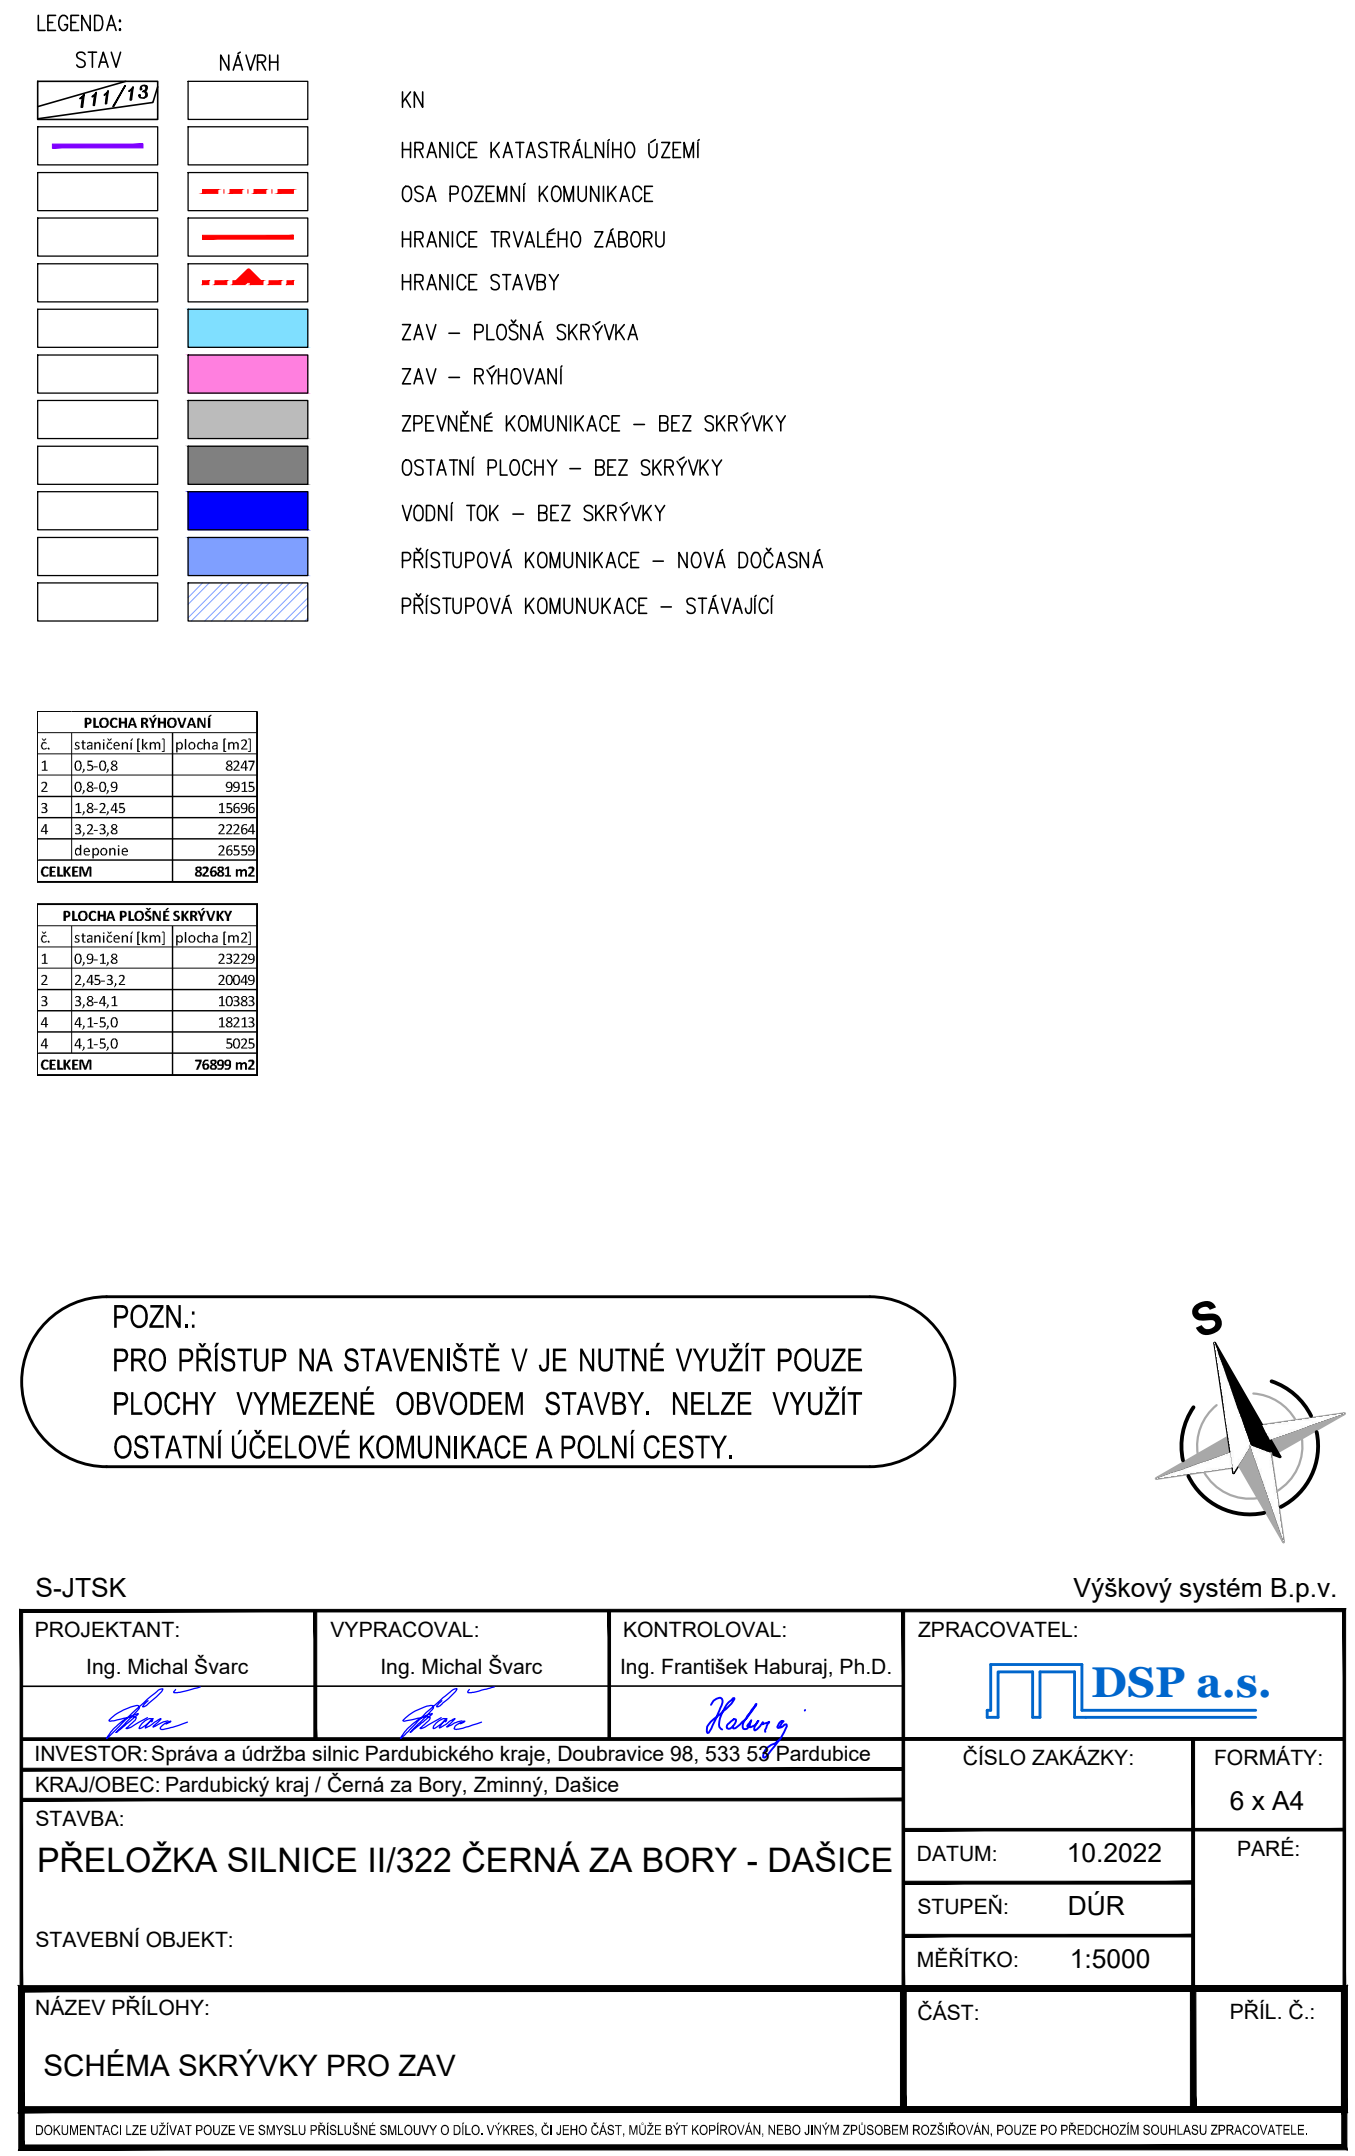 LEGENDA:
STAV NÁVRH
111/13 KN
HRANICE KATASTRÁLNÍHO ÚZEMÍ
OSA POZEMNÍ KOMUNIKACE
HRANICE TRVALÉHO ZÁBORU
HRANICE STAVBY
ZAV – PLOŠNÁ SKRÝVKA
ZAV – RÝHOVANÍ
ZPEVNĚNÉ KOMUNIKACE – BEZ SKRÝVKY
OSTATNÍ PLOCHY – BEZ SKRÝVKY
VODNÍ TOK – BEZ SKRÝVKY
PŘÍSTUPOVÁ KOMUNIKACE – NOVÁ DOČASNÁ
PŘÍSTUPOVÁ KOMUNUKACE – STÁVAJÍCÍ
PLOCHA RÝHOVANÍ
č. staničení [km] plocha [m2]
1 0,5-0,8 8247
2 0,8-0,9 9915
3 1,8-2,45 15696
4 3,2-3,8 22264
deponie 26559
CELKEM 82681 m2
PLOCHA PLOŠNÉ SKRÝVKY
č. staničení [km] plocha [m2]
1 0,9-1,8 23229
2 2,45-3,2 20049
3 3,8-4,1 10383
4 4,1-5,0 18213
4 4,1-5,0 5025
CELKEM 76899 m2
POZN.:
PRO PŘÍSTUP NA STAVENIŠTĚ V JE NUTNÉ VYUŽÍT POUZE
PLOCHY VYMEZENÉ OBVODEM STAVBY. NELZE VYUŽÍT
OSTATNÍ ÚČELOVÉ KOMUNIKACE A POLNÍ CESTY.
S
S-JTSK Výškový systém B.p.v.
PROJEKTANT: VYPRACOVAL: KONTROLOVAL: ZPRACOVATEL:
Ing. Michal Švarc Ing. Michal Švarc Ing. František Haburaj, Ph.D.
DSP a.s.
Švarc Švarc Haburaj
INVESTOR: Správa a údržba silnic Pardubického kraje, Doubravice 98, 533 53 Pardubice
ČÍSLO ZAKÁZKY: FORMÁTY:
KRAJ/OBEC: Pardubický kraj / Černá za Bory, Zminný, Dašice
6 x A4
STAVBA:
PŘELOŽKA SILNICE II/322 ČERNÁ ZA BORY - DAŠICE
DATUM: 10.2022 PARÉ:
STUPEŇ: DÚR
STAVEBNÍ OBJEKT:
MĚŘÍTKO: 1:5000
NÁZEV PŘÍLOHY: ČÁST: PŘÍL. Č.:
SCHÉMA SKRÝVKY PRO ZAV
DOKUMENTACI LZE UŽÍVAT POUZE VE SMYSLU PŘÍSLUŠNÉ SMLOUVY O DÍLO. VÝKRES, ČI JEHO ČÁST, MŮŽE BÝT KOPÍROVÁN, NEBO JINÝM ZPŮSOBEM ROZŠIŘOVÁN, POUZE PO PŘEDCHOZÍM SOUHLASU ZPRACOVATELE.